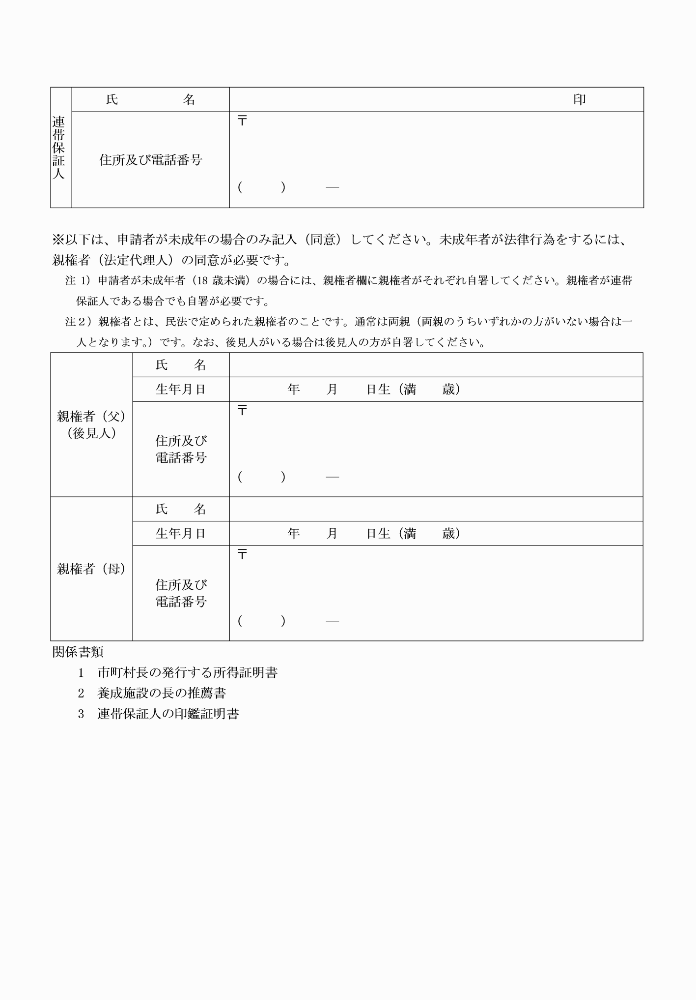 連帯保証人
氏　　　　　名
印
住所及び電話番号
〒
(　　　)　　　―
※以下は、申請者が未成年の場合のみ記入（同意）してください。未成年者が法律行為をするには、
親権者（法定代理人）の同意が必要です。
注 1）申請者が未成年者（18 歳未満）の場合には、親権者欄に親権者がそれぞれ自署してください。親権者が連帯
保証人である場合でも自署が必要です。
注２）親権者とは、民法で定められた親権者のことです。通常は両親（両親のうちいずれかの方がいない場合は一
人となります。）です。なお、後見人がいる場合は後見人の方が自署してください。
親権者（父）
（後見人）
氏　　名
生年月日
年　　月　　日生（満　　歳）
住所及び
電話番号
〒
(　　　)　　　―
親権者（母）
氏　　名
生年月日
年　　月　　日生（満　　歳）
住所及び
電話番号
〒
(　　　)　　　―
関係書類
1　市町村長の発行する所得証明書
2　養成施設の長の推薦書
3　連帯保証人の印鑑証明書